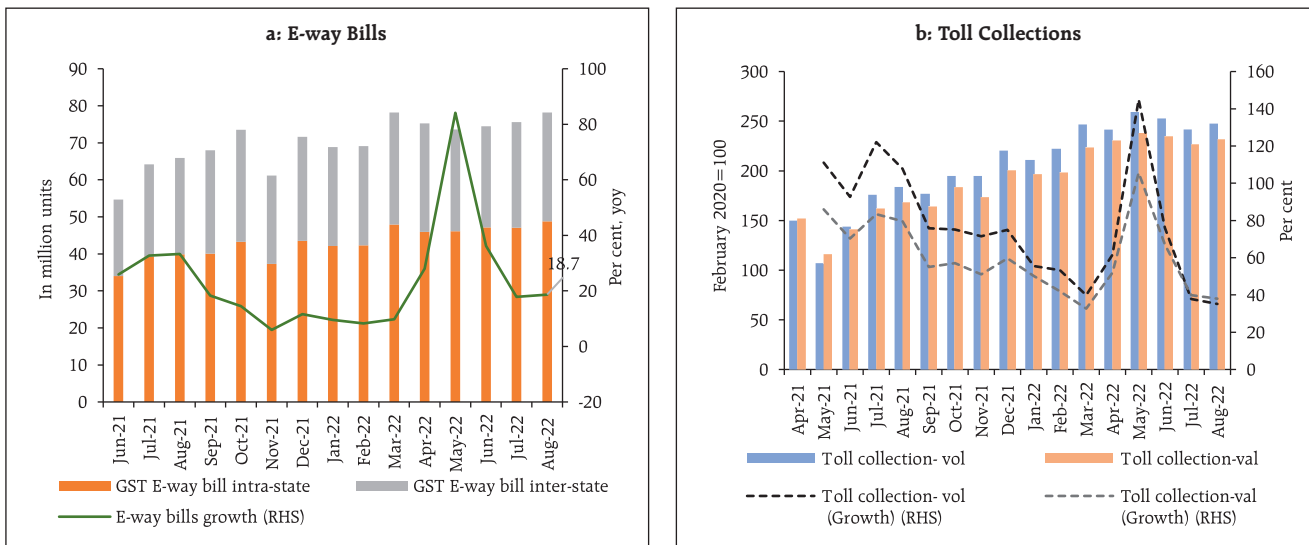 a: E-way Bills
In million units
90
80
70
60
50
40
30
20
10
0
100
80
60
40
20
0
-20
Per cent, yoy
18.7
Jun-21
Jul-21
Aug-21
Sep-21
Oct-21
Nov-21
Dec-21
Jan-22
Feb-22
Mar-22
Apr-22
May-22
Jun-22
Jul-22
Aug-22
GST E-way bill intra-state
GST E-way bill inter-state
E-way bills growth (RHS)
b: Toll Collections
February 2020=100
300
250
200
150
100
50
0
160
140
120
100
80
60
40
20
0
Per cent
Apr-21
May-21
Jun-21
Jul-21
Aug-21
Sep-21
Oct-21
Nov-21
Dec-21
Jan-22
Feb-22
Mar-22
Apr-22
May-22
Jun-22
Jul-22
Aug-22
Toll collection- vol
Toll collection-val
Toll collection- vol
(Growth) (RHS)
Toll collection-val
(Growth) (RHS)